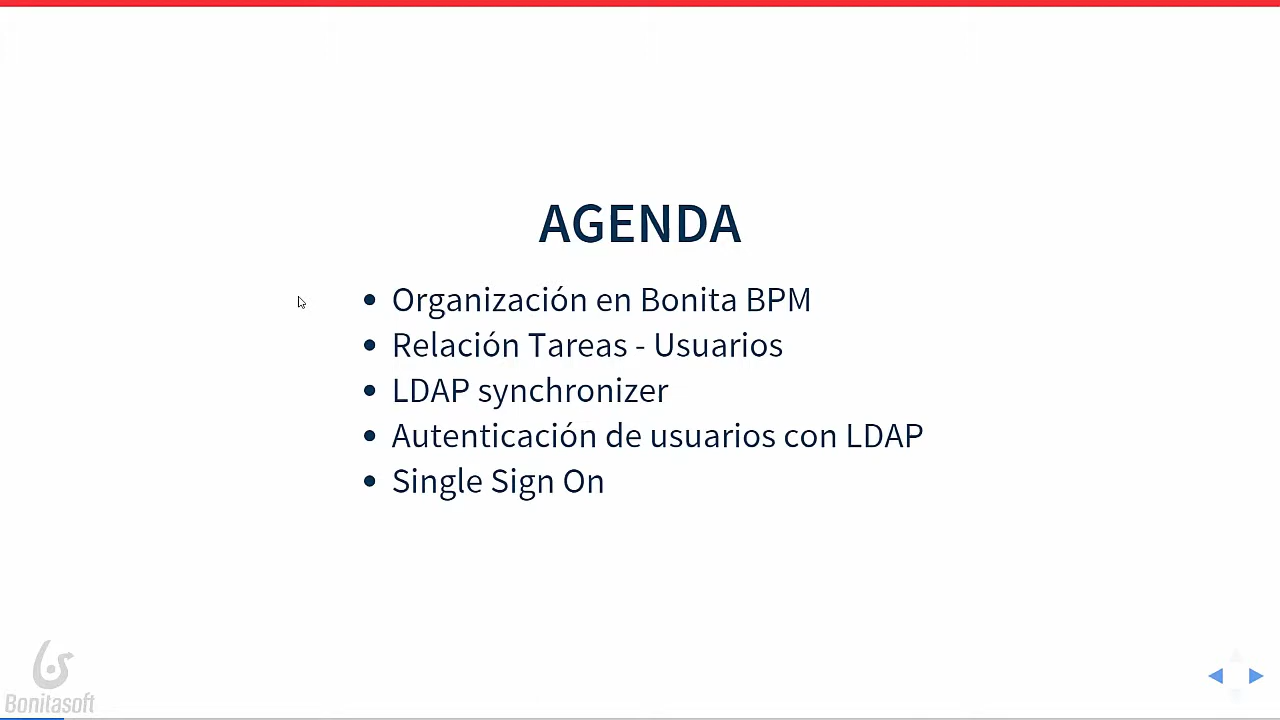 AGENDA
Organización en Bonita BPM
Relación Tareas - Usuarios
LDAP synchronizer
Autenticación de usuarios con LDAP
Single Sign On
Bonitasoft